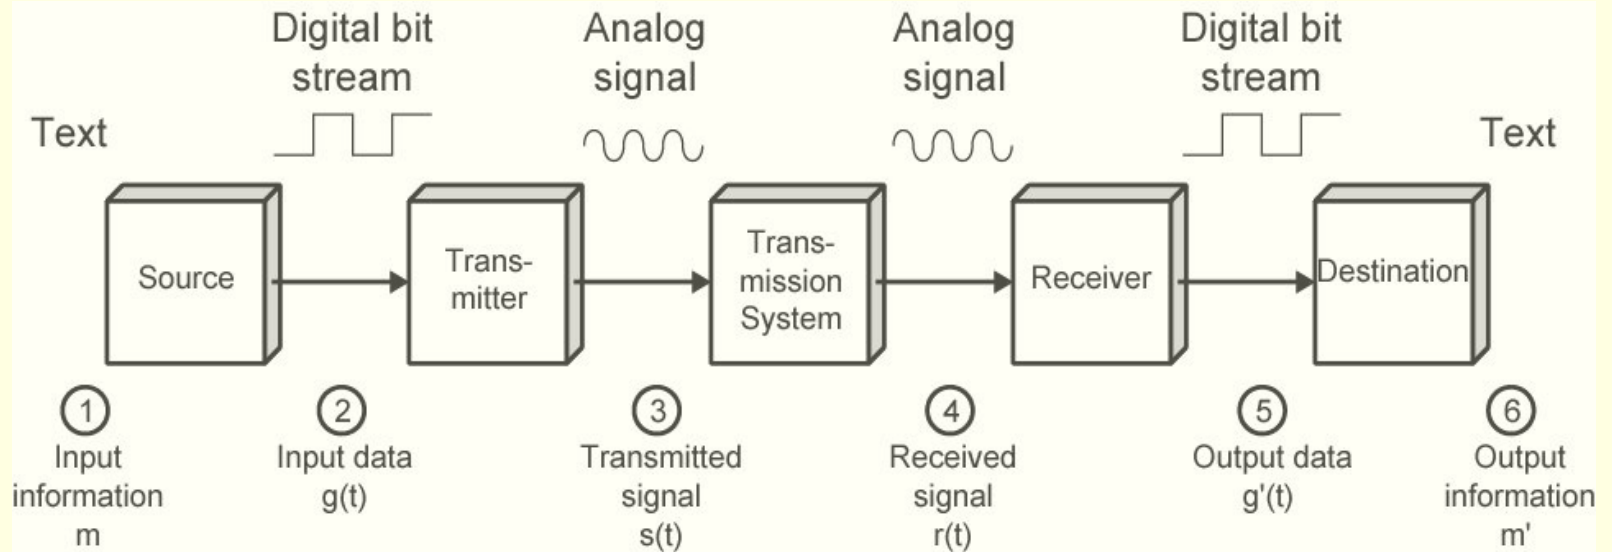 Text
Digital bit
stream
Analog
signal
Analog
signal
Digital bit
stream
Text
Source
Trans-
mitter
Trans-
mission
System
Receiver
Destination
1
Input
information
m
2
Input data
g(t)
3
Transmitted
signal
s(t)
4
Received
signal
r(t)
5
Output data
g'(t)
6
Output
information
m'